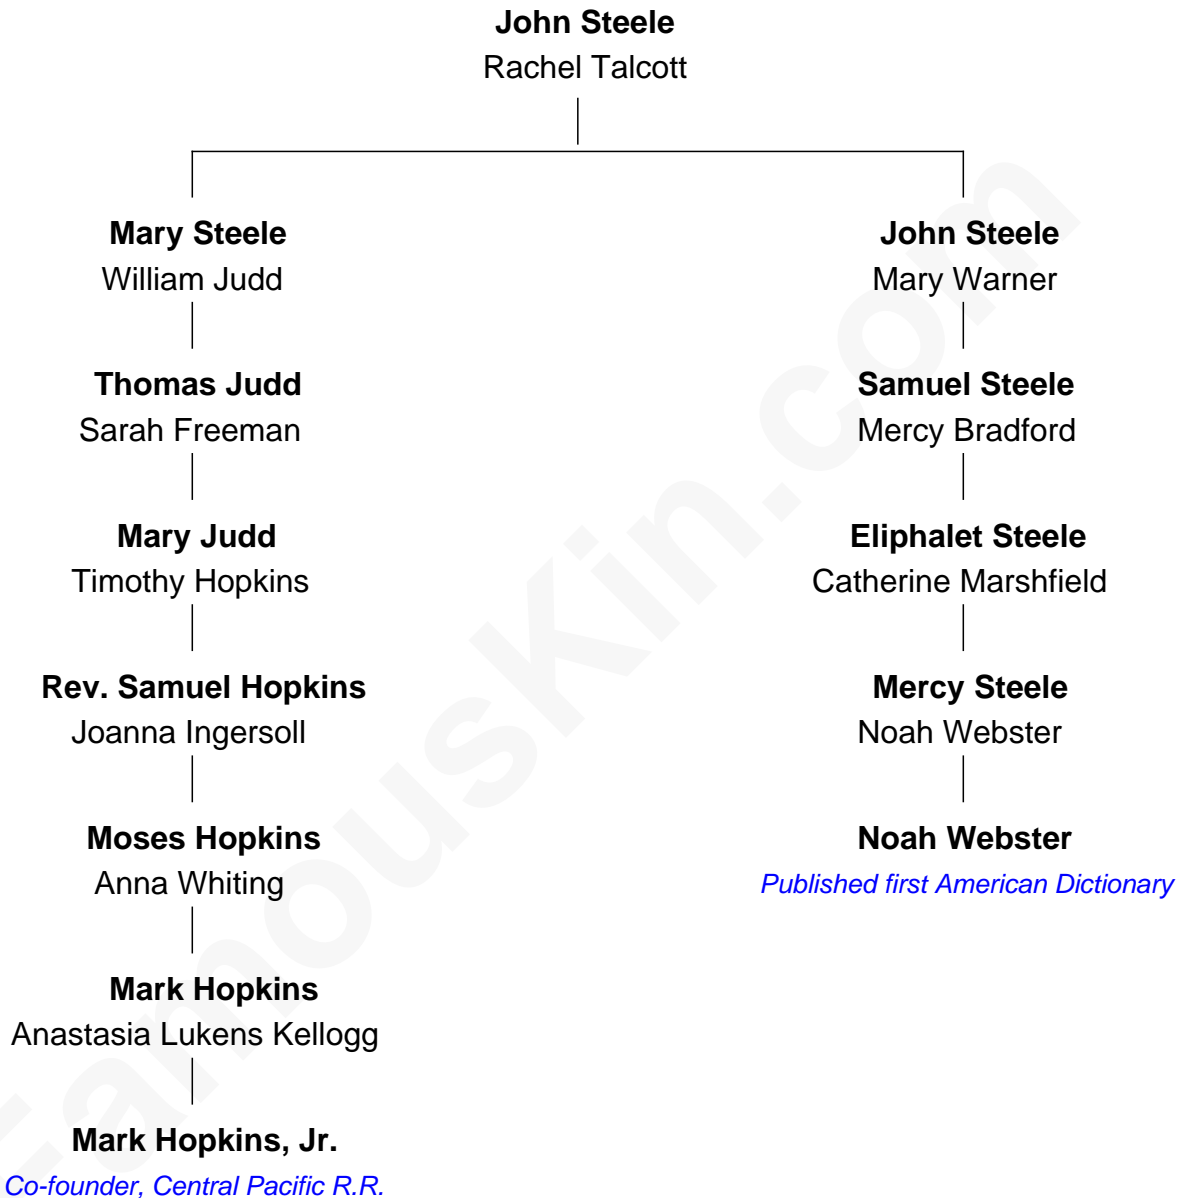 John Steele
Rachel Talcott
Mary Steele
William Judd
John Steele
Mary Warner
Thomas Judd
Sarah Freeman
Samuel Steele
Mercy Bradford
Mary Judd
Timothy Hopkins
Eliphalet Steele
Catherine Marshfield
Rev. Samuel Hopkins
Joanna Ingersoll
Mercy Steele
Noah Webster
Moses Hopkins
Anna Whiting
Noah Webster
Published first American Dictionary
Mark Hopkins
Anastasia Lukens Kellogg
Mark Hopkins, Jr.
Co-founder, Central Pacific R.R.
FamousKin.com